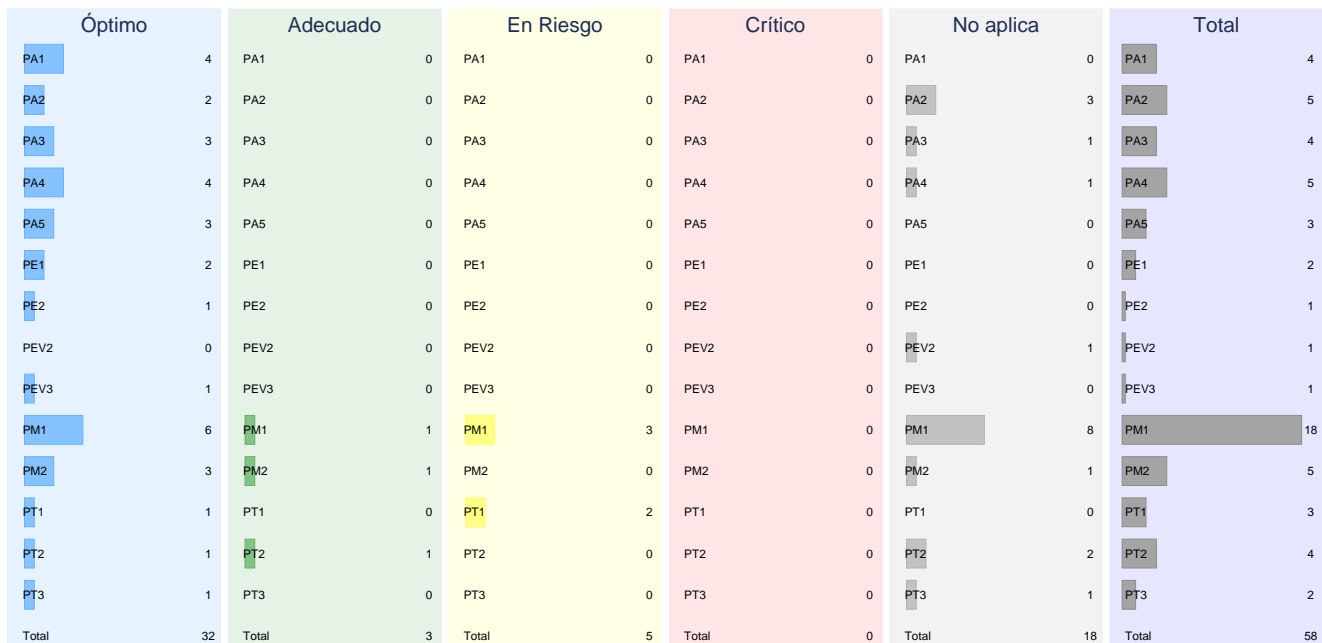 Óptimo Adecuado En Riesgo Crítico No aplica Total
PA1 4 PA1 0 PA1 0 PA1 0 PA1 0 PA1 4
PA2 2 PA2 0 PA2 0 PA2 0 PA2 3 PA2 5
PA3 3 PA3 0 PA3 0 PA3 0 PA3 1 PA3 4
PA4 4 PA4 0 PA4 0 PA4 0 PA4 1 PA4 5
PA5 3 PA5 0 PA5 0 PA5 0 PA5 0 PA5 3
PE1 2 PE1 0 PE1 0 PE1 0 PE1 0 PE1 2
PE2 1 PE2 0 PE2 0 PE2 0 PE2 0 PE2 1
PEV2 0 PEV2 0 PEV2 0 PEV2 0 PEV2 1 PEV2 1
PEV3 1 PEV3 0 PEV3 0 PEV3 0 PEV3 0 PEV3 1
PM1 6 PM1 1 PM1 3 PM1 0 PM1 8 PM1 18
PM2 3 PM2 1 PM2 0 PM2 0 PM2 1 PM2 5
PT1 1 PT1 0 PT1 2 PT1 0 PT1 0 PT1 3
PT2 1 PT2 1 PT2 0 PT2 0 PT2 2 PT2 4
PT3 1 PT3 0 PT3 0 PT3 0 PT3 1 PT3 2
Total 32 Total 3 Total 5 Total 0 Total 18 Total 58